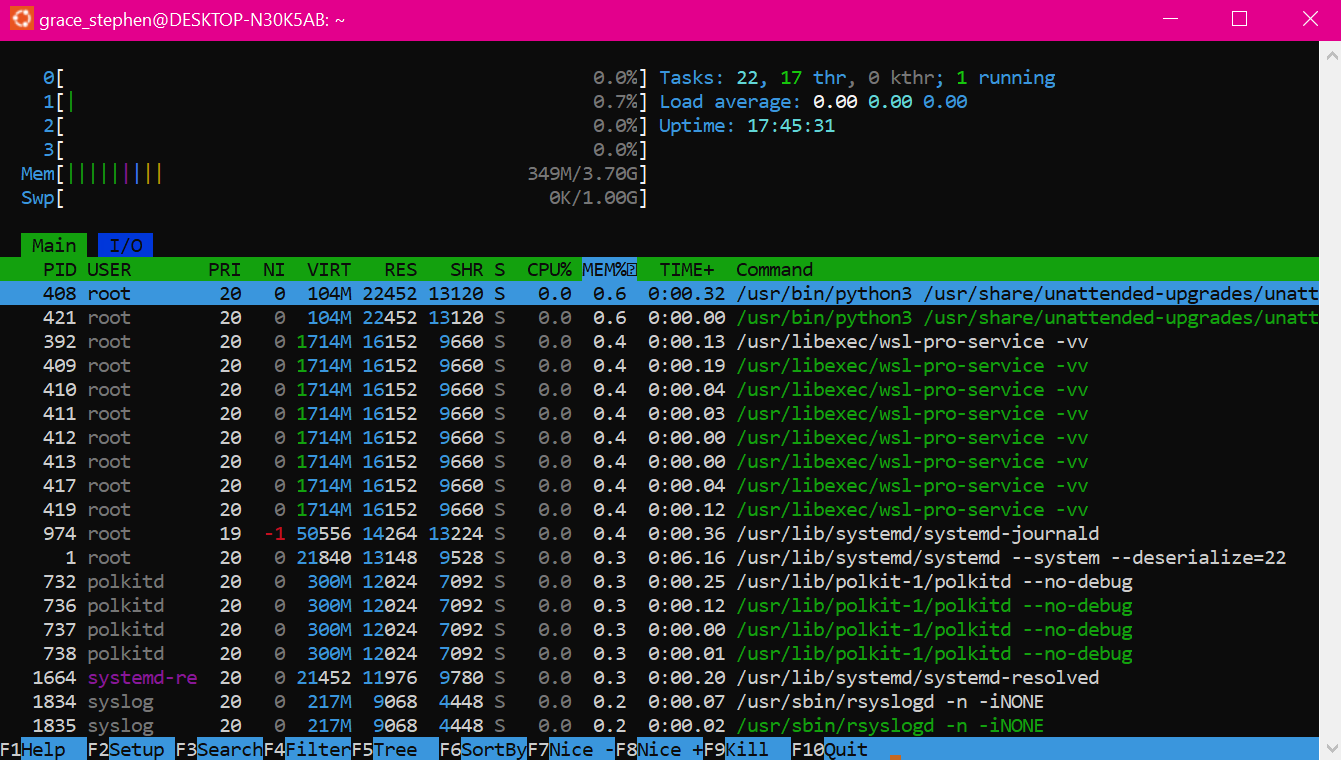 grace_stephen@DESKTOP-N30K5AB: ~
0[ 0.0%] Tasks: 22, 17 thr, 0 kthr; 1 running
1[| 0.7%] Load average: 0.00 0.00 0.00
2[ 0.0%] Uptime: 17:45:31
3[ 0.0%]
Mem[||||||||| 349M/3.70G]
Swp[ 0K/1.00G]
Main I/O
PID USER PRI NI VIRT RES SHR S CPU% MEM% TIME+ Command
408 root 20 0 104M 22452 13120 S 0.0 0.6 0:00.32 /usr/bin/python3 /usr/share/unattended-upgrades/unatt
421 root 20 0 104M 22452 13120 S 0.0 0.6 0:00.00 /usr/bin/python3 /usr/share/unattended-upgrades/unatt
392 root 20 0 1714M 16152 9660 S 0.0 0.4 0:00.13 /usr/libexec/wsl-pro-service -vv
409 root 20 0 1714M 16152 9660 S 0.0 0.4 0:00.19 /usr/libexec/wsl-pro-service -vv
410 root 20 0 1714M 16152 9660 S 0.0 0.4 0:00.04 /usr/libexec/wsl-pro-service -vv
411 root 20 0 1714M 16152 9660 S 0.0 0.4 0:00.03 /usr/libexec/wsl-pro-service -vv
412 root 20 0 1714M 16152 9660 S 0.0 0.4 0:00.00 /usr/libexec/wsl-pro-service -vv
413 root 20 0 1714M 16152 9660 S 0.0 0.4 0:00.00 /usr/libexec/wsl-pro-service -vv
417 root 20 0 1714M 16152 9660 S 0.0 0.4 0:00.04 /usr/libexec/wsl-pro-service -vv
419 root 20 0 1714M 16152 9660 S 0.0 0.4 0:00.12 /usr/libexec/wsl-pro-service -vv
974 root 19 -1 50556 14264 13224 S 0.0 0.4 0:00.36 /usr/lib/systemd/systemd-journald
1 root 20 0 21840 13148 9528 S 0.0 0.3 0:06.16 /usr/lib/systemd/systemd --system --deserialize=22
732 polkitd 20 0 300M 12024 7092 S 0.0 0.3 0:00.25 /usr/lib/polkit-1/polkitd --no-debug
736 polkitd 20 0 300M 12024 7092 S 0.0 0.3 0:00.12 /usr/lib/polkit-1/polkitd --no-debug
737 polkitd 20 0 300M 12024 7092 S 0.0 0.3 0:00.00 /usr/lib/polkit-1/polkitd --no-debug
738 polkitd 20 0 300M 12024 7092 S 0.0 0.3 0:00.01 /usr/lib/polkit-1/polkitd --no-debug
1664 systemd-re 20 0 21452 11976 9780 S 0.0 0.3 0:00.20 /usr/lib/systemd/systemd-resolved
1834 syslog 20 0 217M 9068 4448 S 0.0 0.2 0:00.07 /usr/sbin/rsyslogd -n -iNONE
1835 syslog 20 0 217M 9068 4448 S 0.0 0.2 0:00.02 /usr/sbin/rsyslogd -n -iNONE
F1Help F2Setup F3SearchF4FilterF5Tree F6SortByF7Nice -F8Nice +F9Kill F10Quit